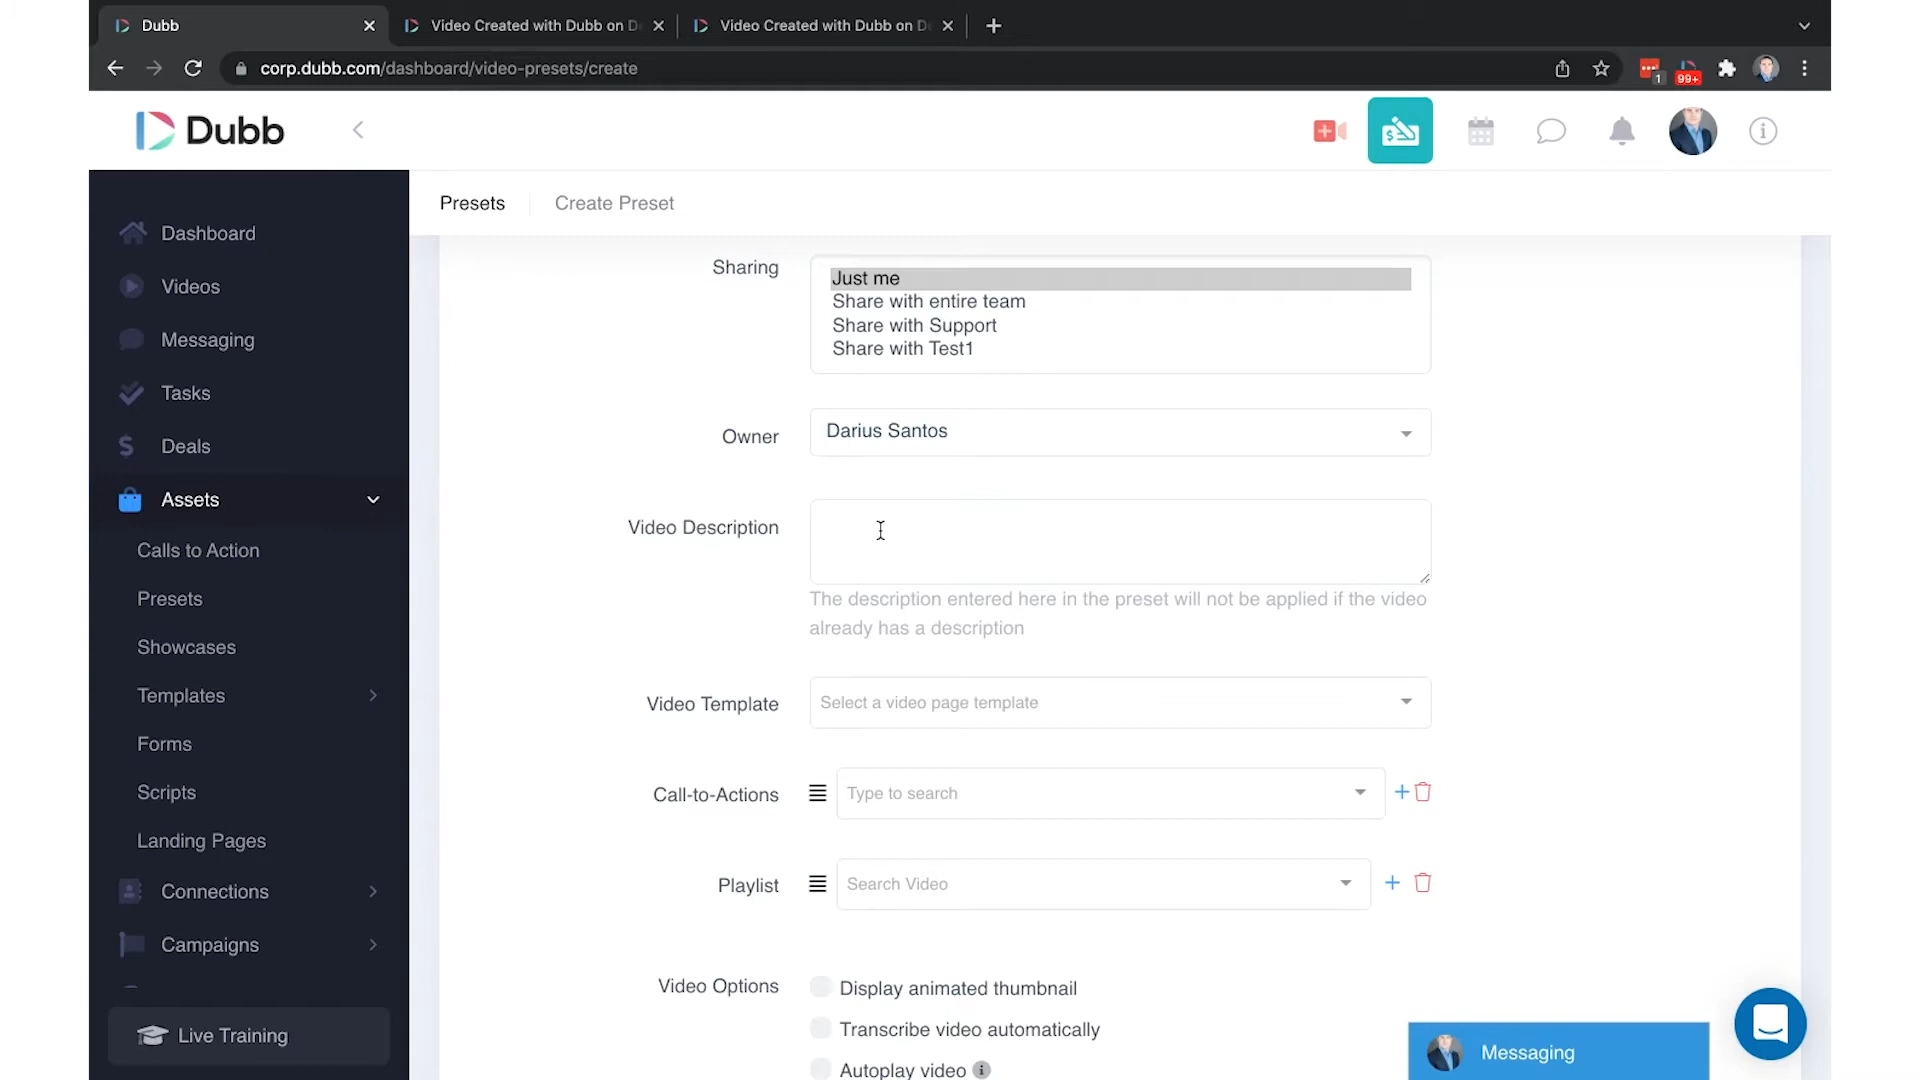 Dubb
Video Created with Dubb on D
Video Created with Dubb on D
corp.dubb.com/dashboard/video-presets/create
1
99+
Dubb
Presets
Create Preset
Dashboard
Videos
Messaging
Tasks
Deals
Assets
Calls to Action
Presets
Showcases
Templates
Forms
Scripts
Landing Pages
Connections
Campaigns
Live Training
Sharing
Just me
Share with entire team
Share with Support
Share with Test1
Owner
Darius Santos
Video Description
The description entered here in the preset will not be applied if the video
already has a description
Video Template
Select a video page template
Call-to-Actions
Type to search
Playlist
Search Video
Video Options
Display animated thumbnail
Transcribe video automatically
Autoplay video
Messaging